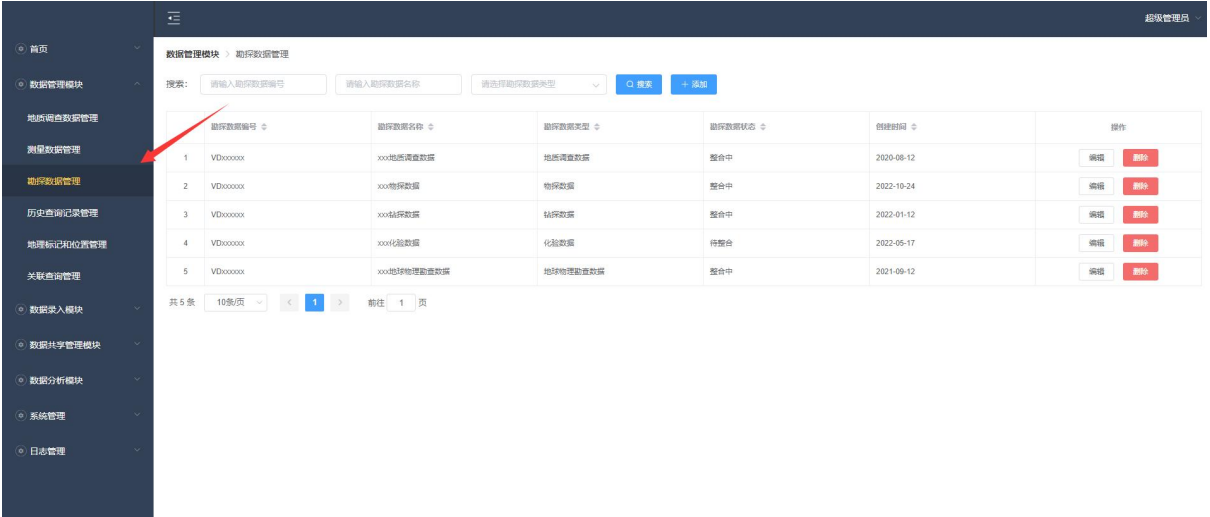 超级管理员
首页
数据管理模块
地质调查数据管理
测量数据管理
勘探数据管理
历史查询记录管理
地理标记和位置管理
关联查询管理
数据录入模块
数据共享管理模块
数据分析模块
系统管理
日志管理
数据管理模块 > 勘探数据管理
搜索： 请输入勘探数据编号 请输入勘探数据名称 请选择勘探数据类型 搜索 + 添加
勘探数据编号 勘探数据名称 勘探数据类型 勘探数据状态 创建时间 操作
1 VDxxxxxx xxx地质调查数据 地质调查数据 整合中 2020-08-12 编辑 删除
2 VDxxxxxx xxx物探数据 物探数据 整合中 2022-10-24 编辑 删除
3 VDxxxxxx xxx钻探数据 钻探数据 整合中 2022-01-12 编辑 删除
4 VDxxxxxx xxx化验数据 化验数据 待整合 2022-05-17 编辑 删除
5 VDxxxxxx xxx地球物理勘查数据 地球物理勘查数据 整合中 2021-09-12 编辑 删除
共 5 条 10条/页 < 1 > 前往 1 页